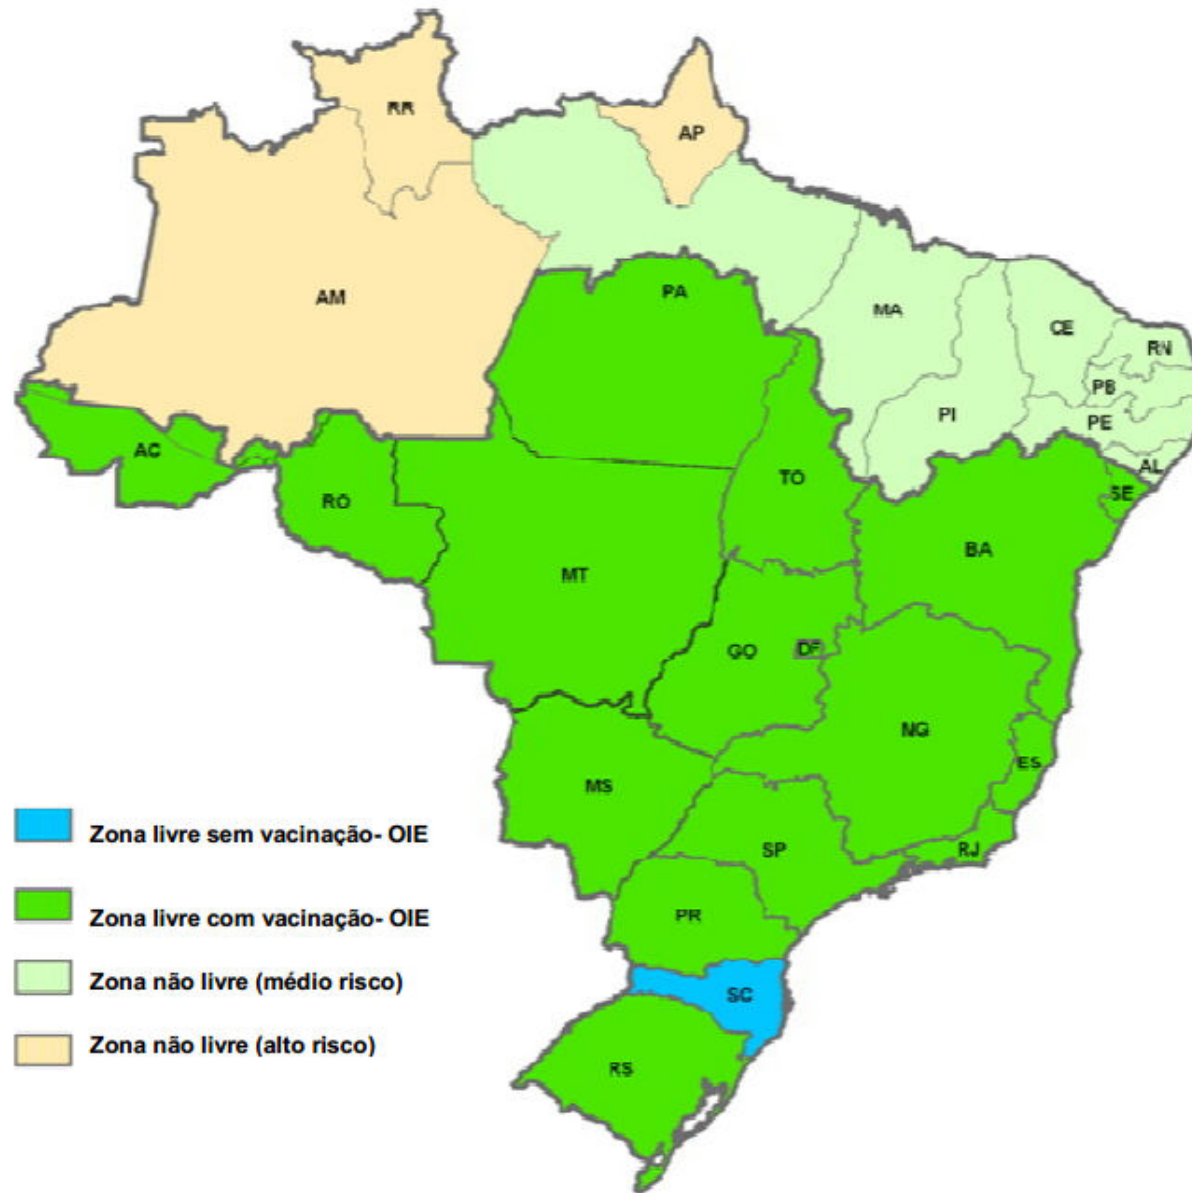 RR
AP
AM
PA
MA
CE
RN
PB
PE
PI
AL
AC
RO
TO
SE
BA
MT
GO
DF
NG
ES
MS
SP
RJ
PR
SC
RS
Zona livre sem vacinação- OIE
Zona livre com vacinação- OIE
Zona não livre (médio risco)
Zona não livre (alto risco)